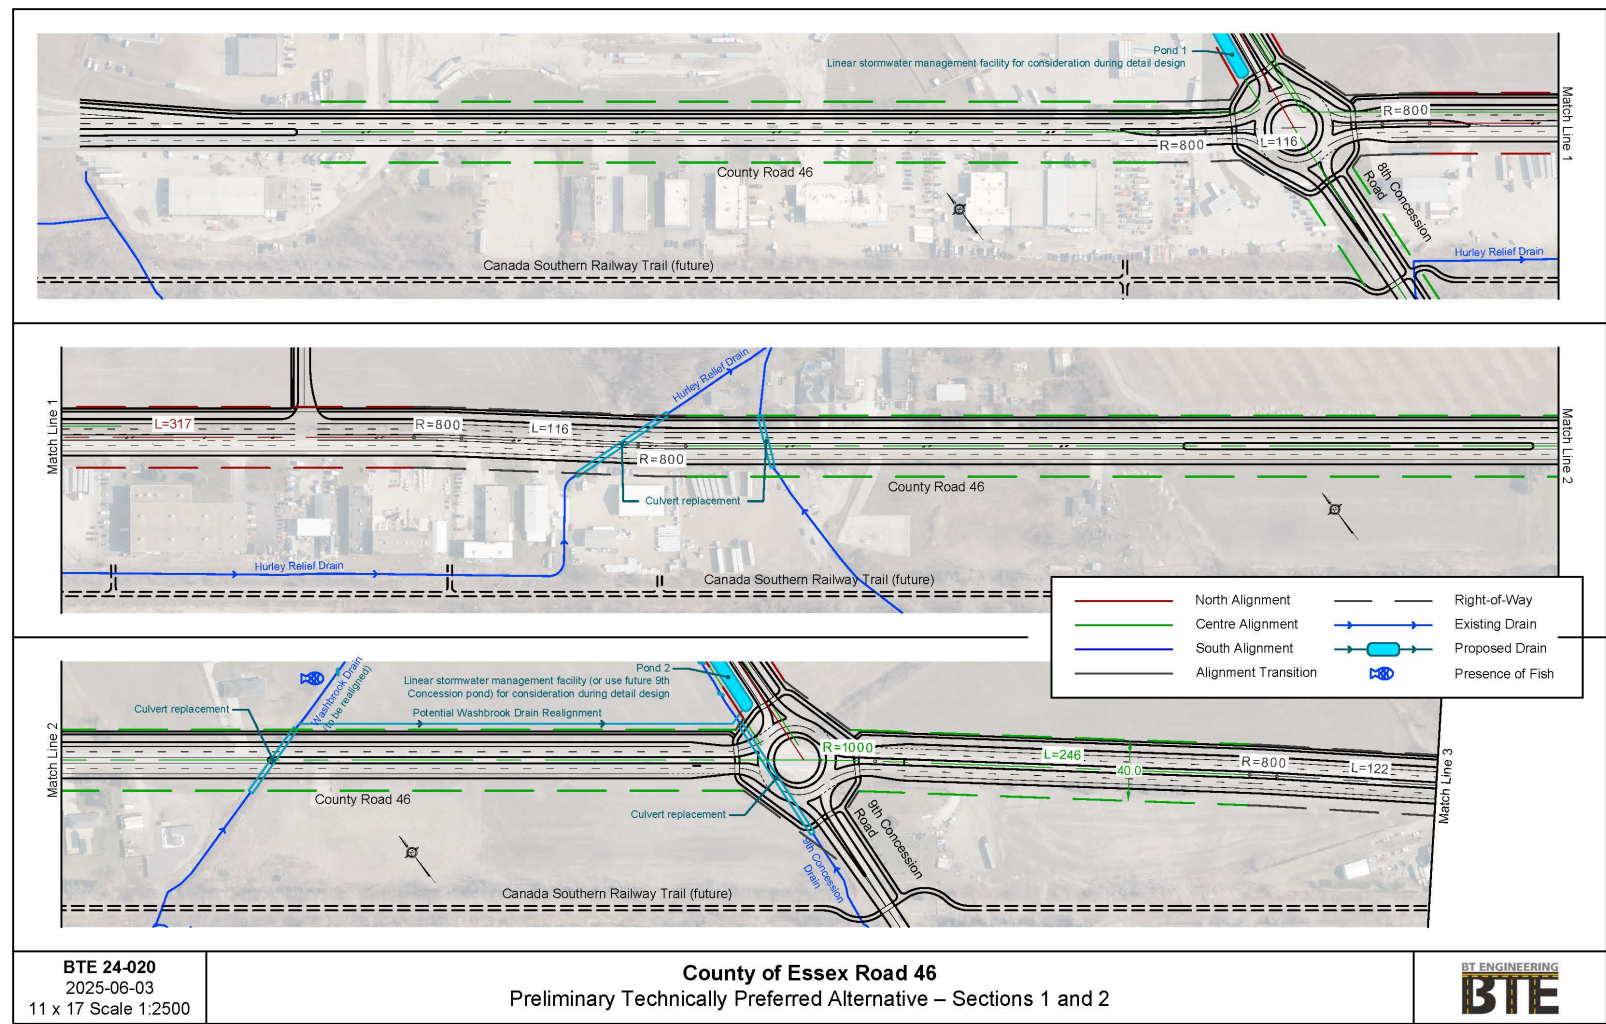 Pond 1
Linear stormwater management facility for consideration during detail design
R=800
R=800
L=116
Match Line 1
County Road 46
8th Concession
Road
Canada Southern Railway Trail (future)
Hurley Relief Drain
Match Line 1
L=317
R=800
L=116
R=800
Hurley Relief Drain
Culvert replacement
County Road 46
Match Line 2
Hurley Relief Drain
Canada Southern Railway Trail (future)
North Alignment
Centre Alignment
South Alignment
Alignment Transition
Right-of-Way
Existing Drain
Proposed Drain
Presence of Fish
Match Line 2
Culvert replacement
Washbrook Drain
(to be realigned)
Pond 2
Linear stormwater management facility (or use future 9th
Concession pond) for consideration during detail design
Potential Washbrook Drain Realignment
R=1000
L=246
40.0
R=800
L=122
Match Line 3
County Road 46
Culvert replacement
9th Concession
Road
9th Concession
Drain
Canada Southern Railway Trail (future)
BTE 24-020
2025-06-03
11 x 17 Scale 1:2500
County of Essex Road 46
Preliminary Technically Preferred Alternative – Sections 1 and 2
BT ENGINEERING
BTE